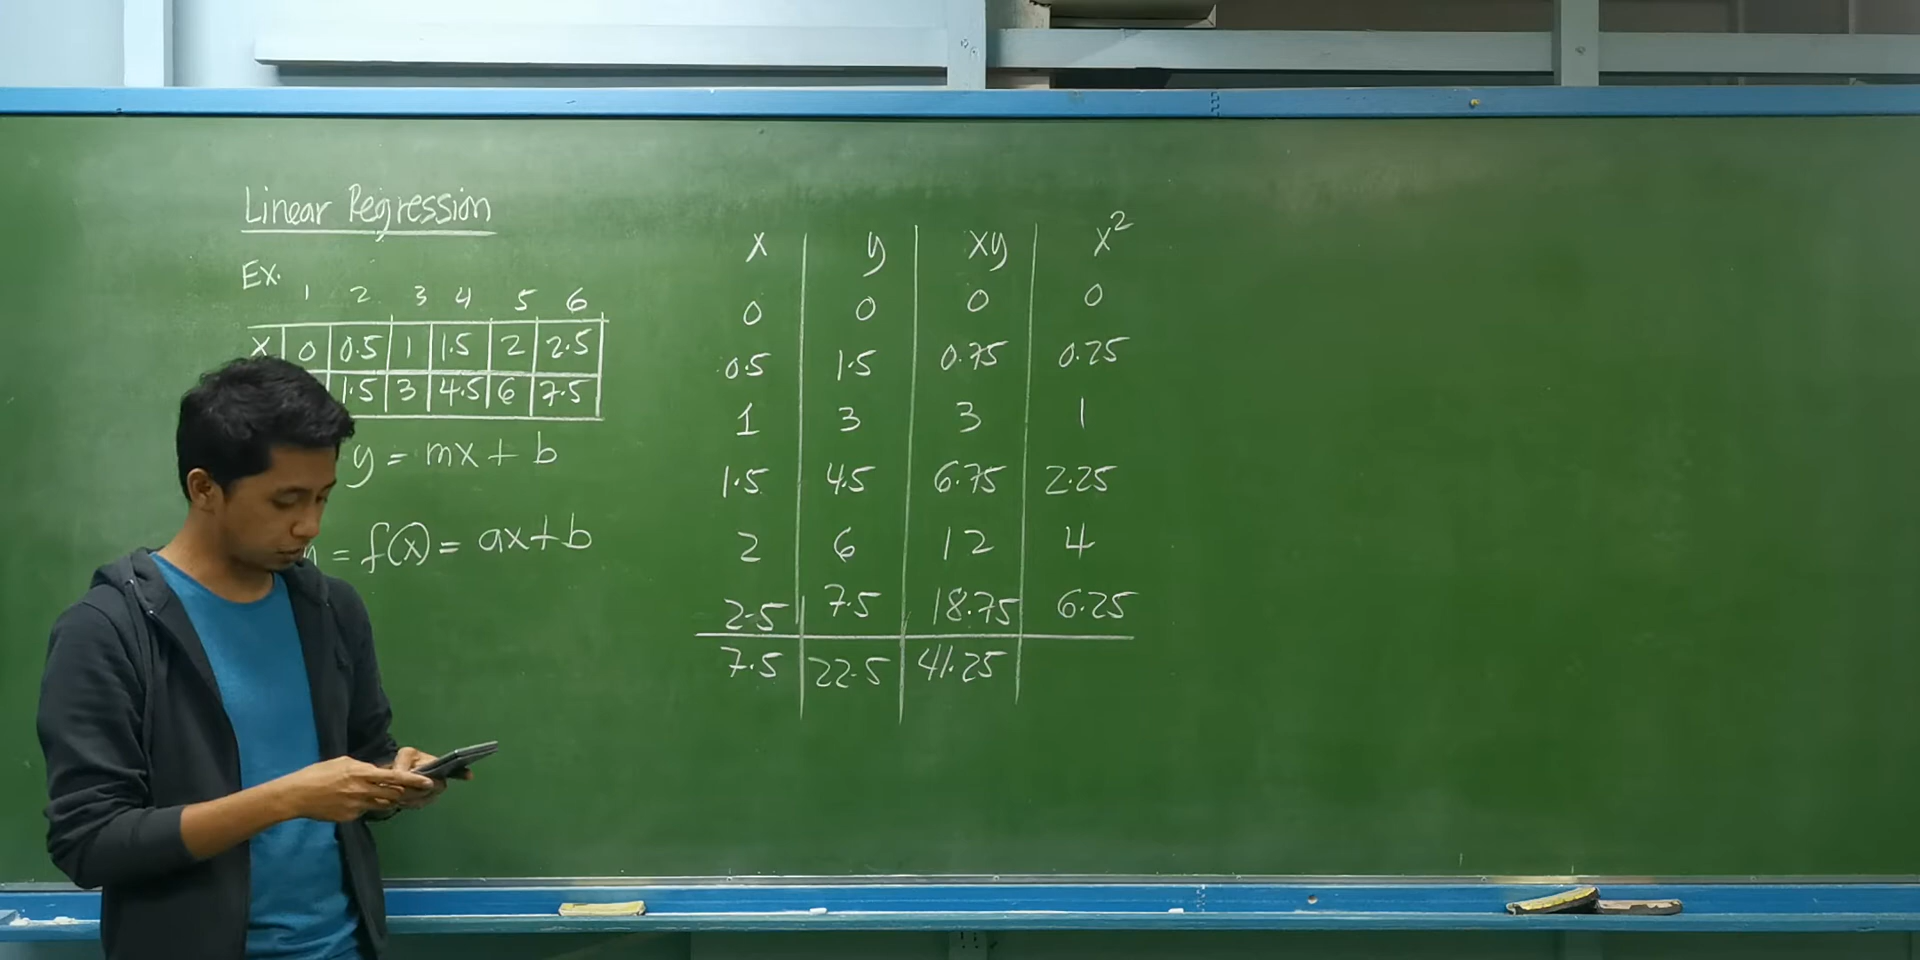 Linear Regression
Ex.
1 2 3 4 5 6
X 0 0.5 1 1.5 2 2.5
1.5 3 4.5 6 7.5
y = mx + b
= f(x) = ax+b
x y xy x²
0 0 0 0
0.5 1.5 0.75 0.25
1 3 3 1
1.5 4.5 6.75 2.25
2 6 12 4
2.5 7.5 18.75 6.25
7.5 22.5 41.25